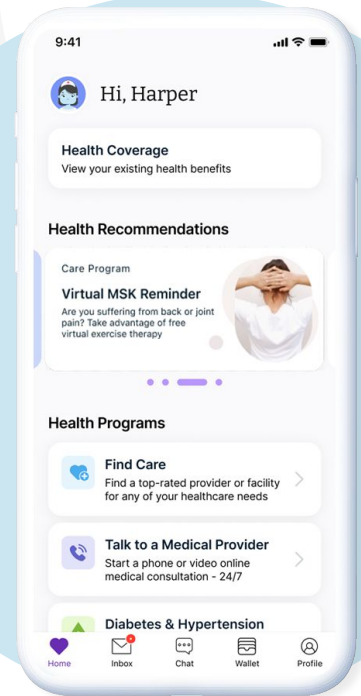 9:41
Hi, Harper
Health Coverage
View your existing health benefits
Health Recommendations
Care Program
Virtual MSK Reminder
Are you suffering from back or joint
pain? Take advantage of free
virtual exercise therapy
Health Programs
Find Care
Find a top-rated provider or facility
for any of your healthcare needs
Talk to a Medical Provider
Start a phone or video online
medical consultation - 24/7
Diabetes & Hypertension
Home Inbox Chat Wallet Profile